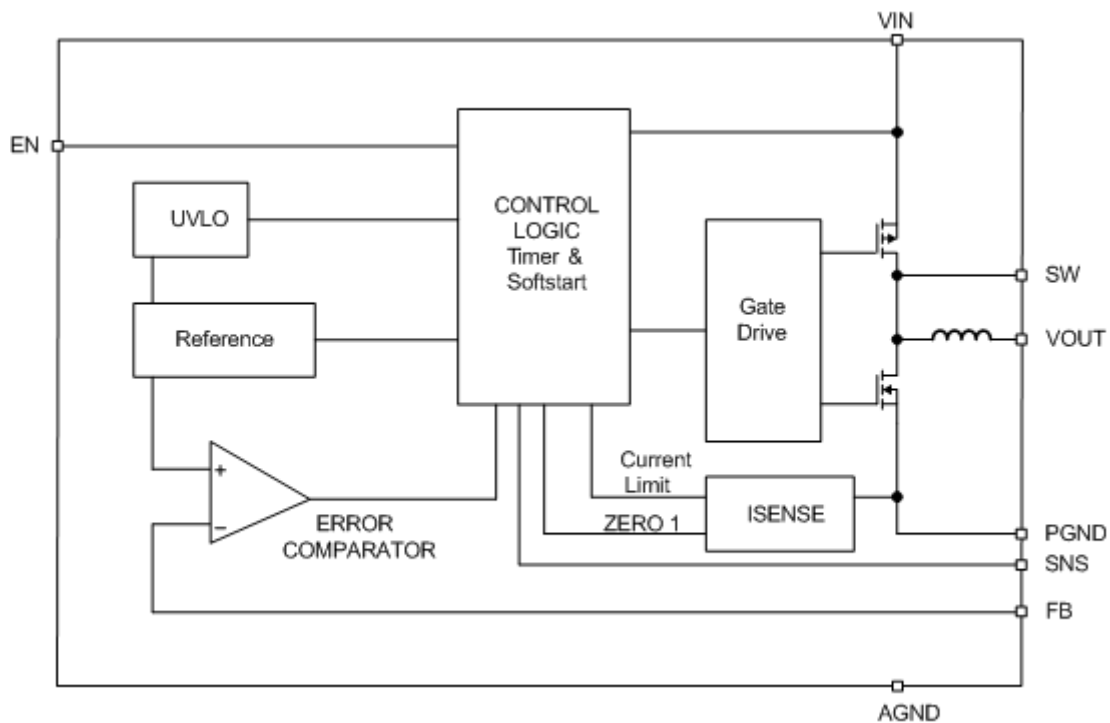 VIN
EN
UVLO
CONTROL
LOGIC
Timer &
Softstart
Reference
Gate
Drive
SW
VOUT
+
−
ERROR
COMPARATOR
Current
Limit
ZERO 1
ISENSE
PGND
SNS
FB
AGND